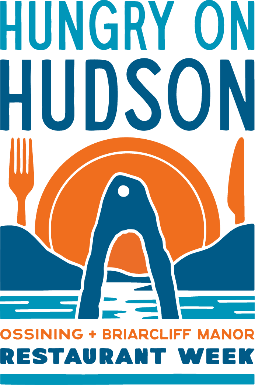 HUNGRY ON
HUDSON
OSSINING + BRIARCLIFF MANOR
RESTAURANT WEEK